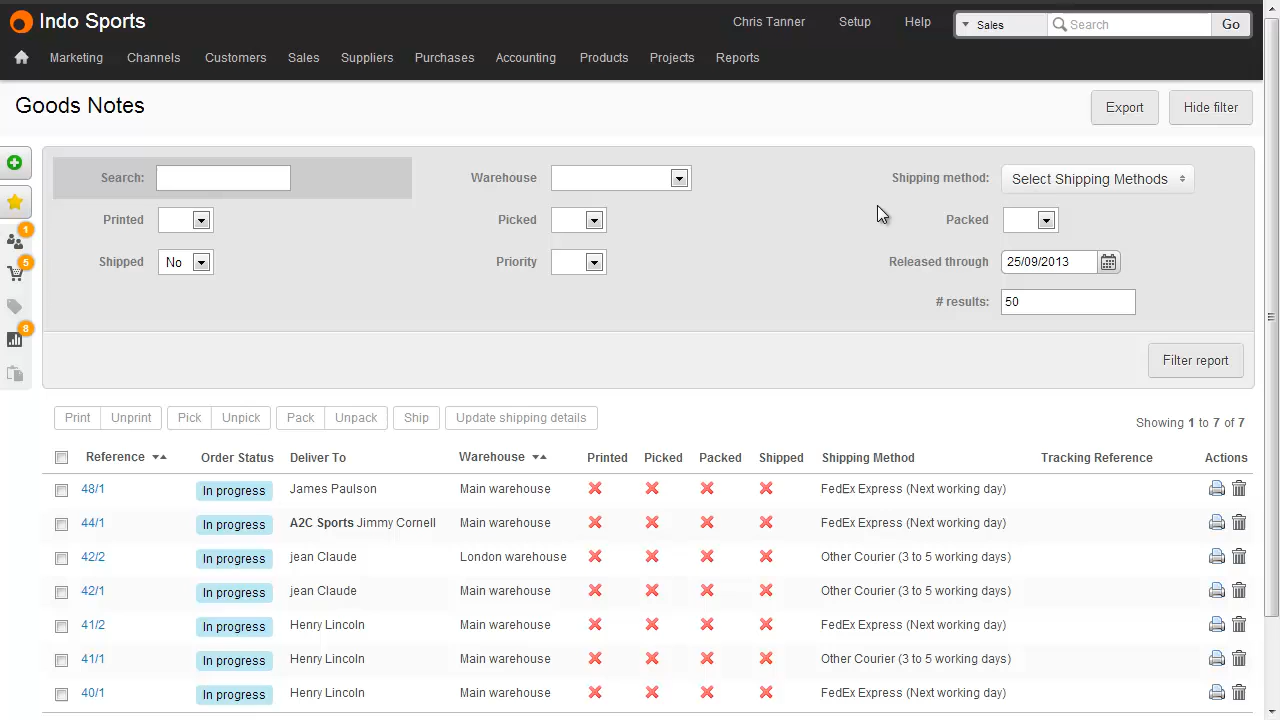 Indo Sports
Chris Tanner Setup Help Sales Search Go
Marketing Channels Customers Sales Suppliers Purchases Accounting Products Projects Reports
Goods Notes
Export Hide filter
Search: Warehouse Shipping method: Select Shipping Methods
1
Printed Picked Packed
5
Shipped No Priority Released through 25/09/2013
# results: 50
8
Filter report
Print Unprint Pick Unpick Pack Unpack Ship Update shipping details
Showing 1 to 7 of 7
Reference Order Status Deliver To Warehouse Printed Picked Packed Shipped Shipping Method Tracking Reference Actions
48/1 In progress James Paulson Main warehouse FedEx Express (Next working day)
44/1 In progress A2C Sports Jimmy Cornell Main warehouse FedEx Express (Next working day)
42/2 In progress jean Claude London warehouse Other Courier (3 to 5 working days)
42/1 In progress jean Claude Main warehouse Other Courier (3 to 5 working days)
41/2 In progress Henry Lincoln Main warehouse FedEx Express (Next working day)
41/1 In progress Henry Lincoln Main warehouse Other Courier (3 to 5 working days)
40/1 In progress Henry Lincoln Main warehouse FedEx Express (Next working day)